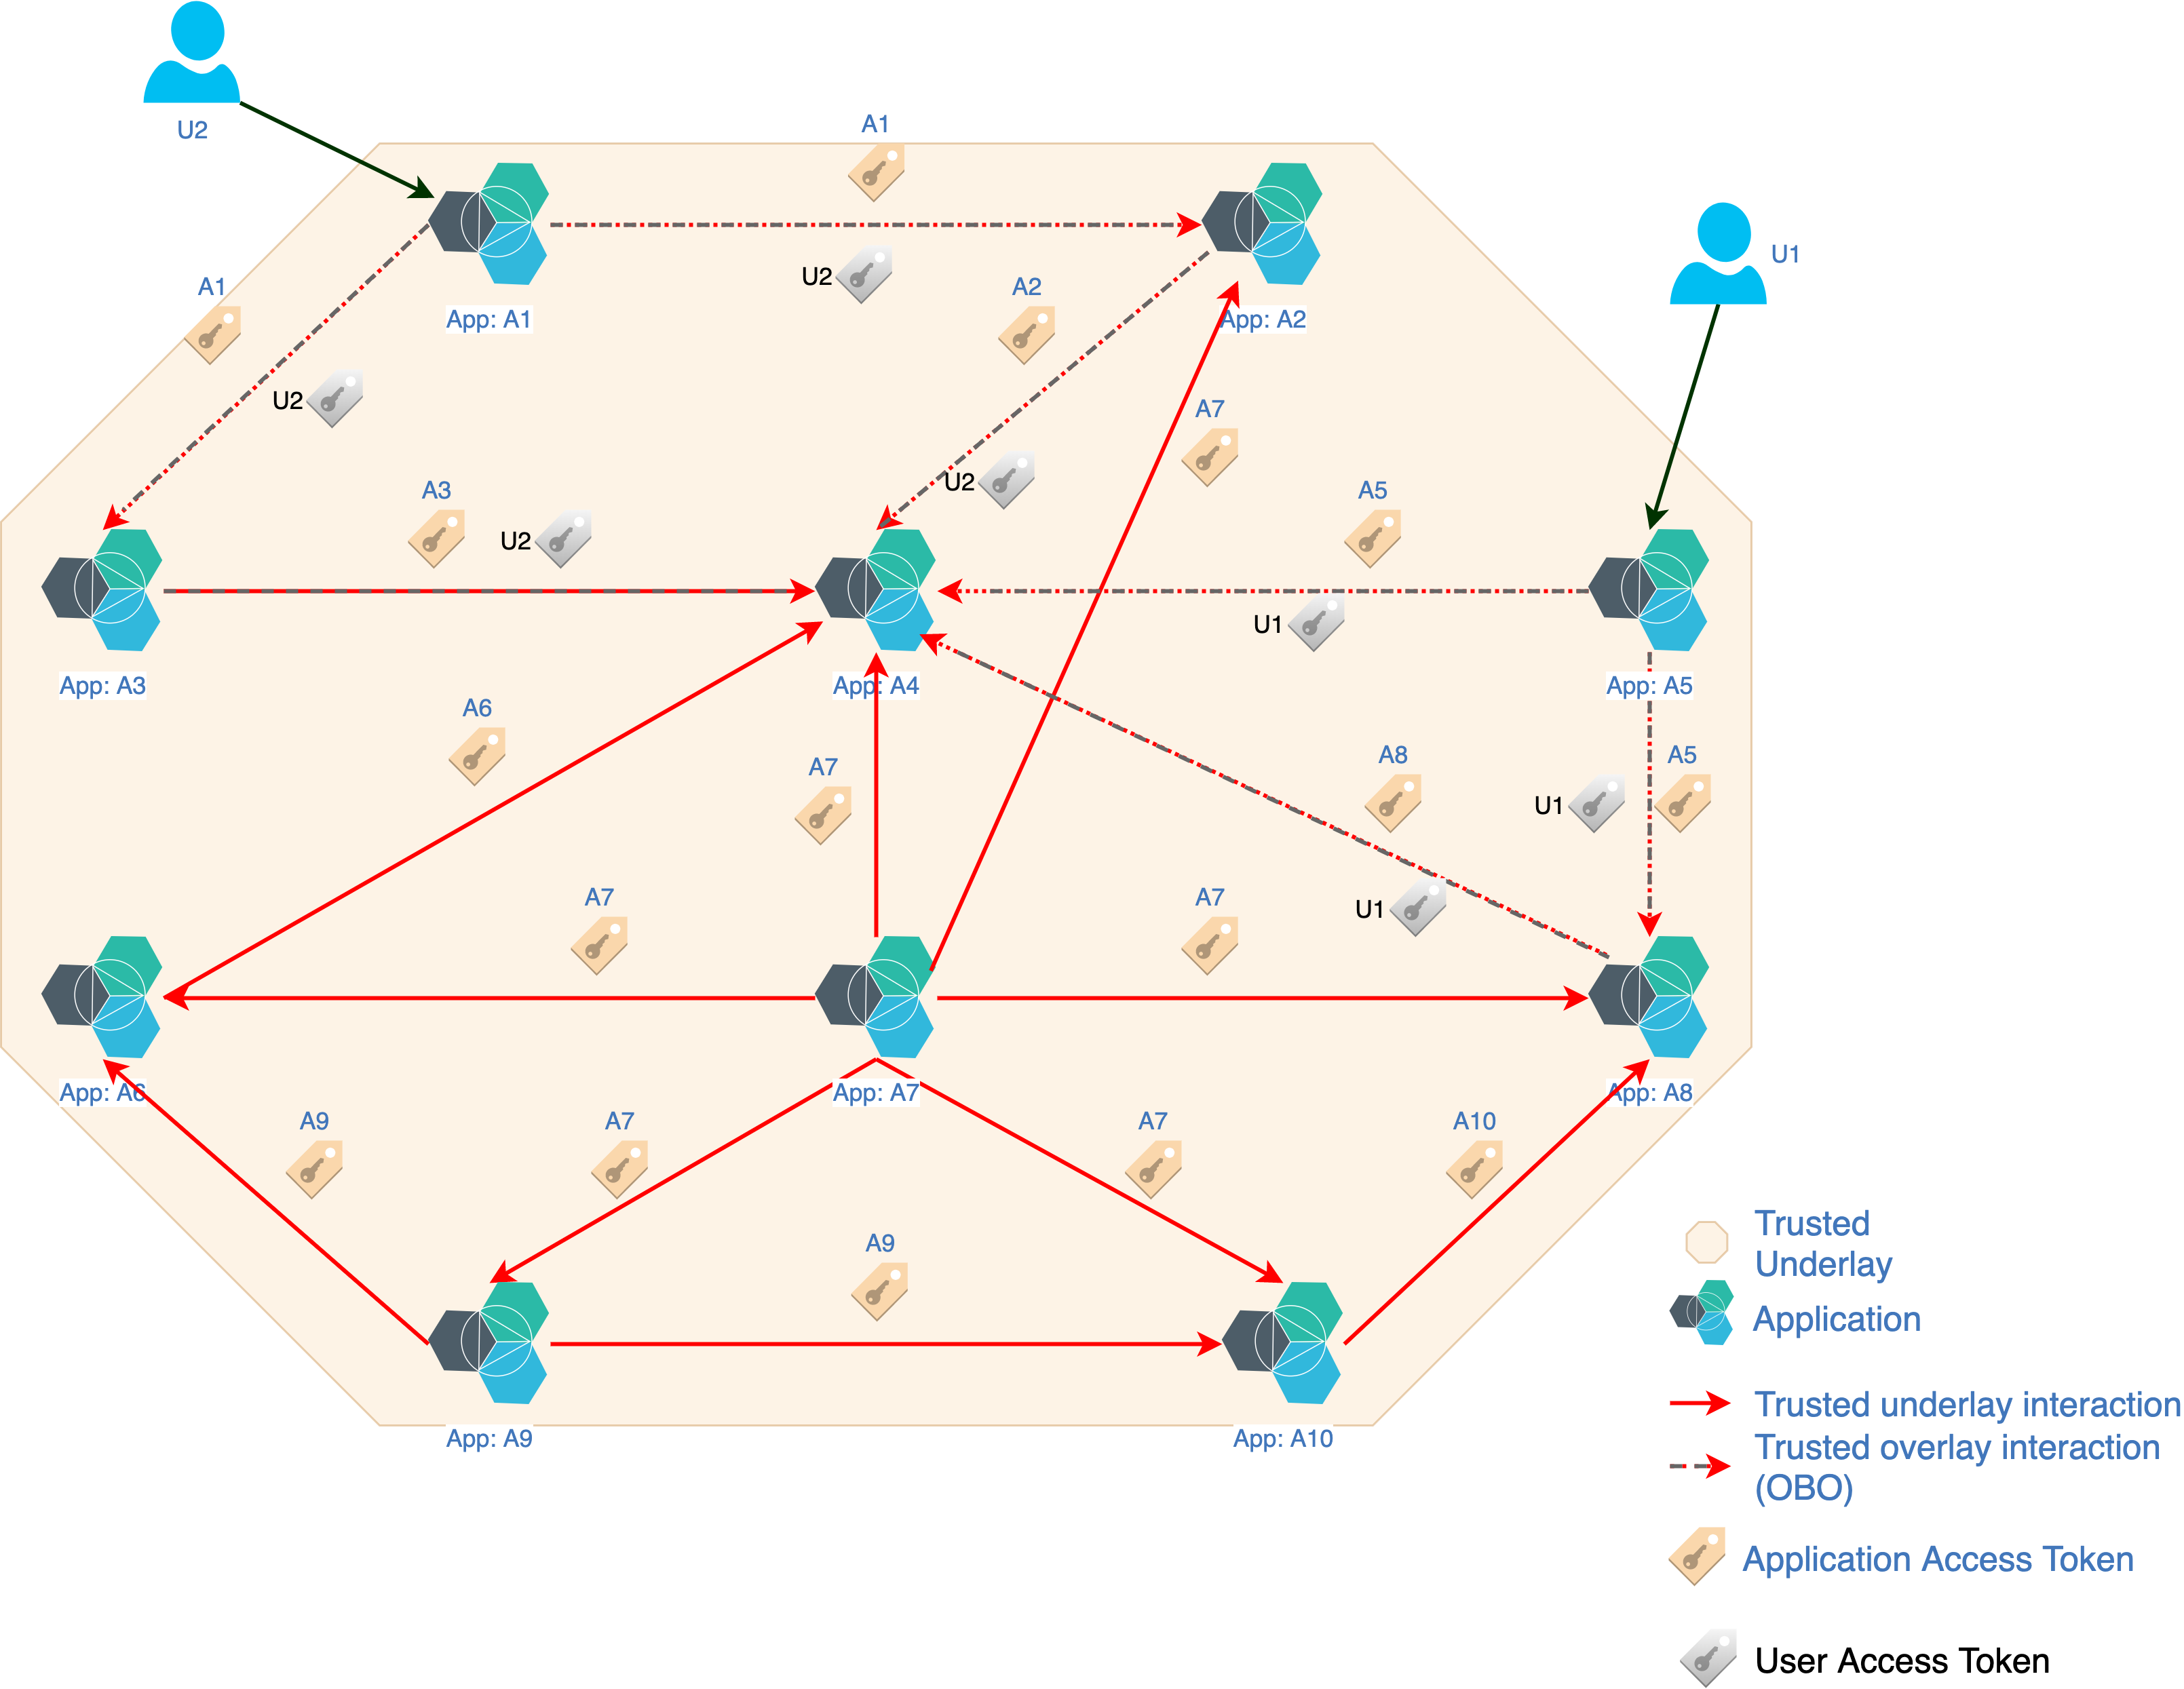 U2
A1
U1
A1
App: A1
U2
A2
App: A2
U2
A7
U2
A3
U2
A5
U1
App: A3
App: A4
App: A5
A6
A7
A8
A5
U1
A7
A7
U1
App: A6
App: A7
App: A8
A9
A7
A7
A10
A9
App: A9
App: A10
Trusted
Underlay
Application
Trusted underlay interaction
Trusted overlay interaction
(OBO)
Application Access Token
User Access Token